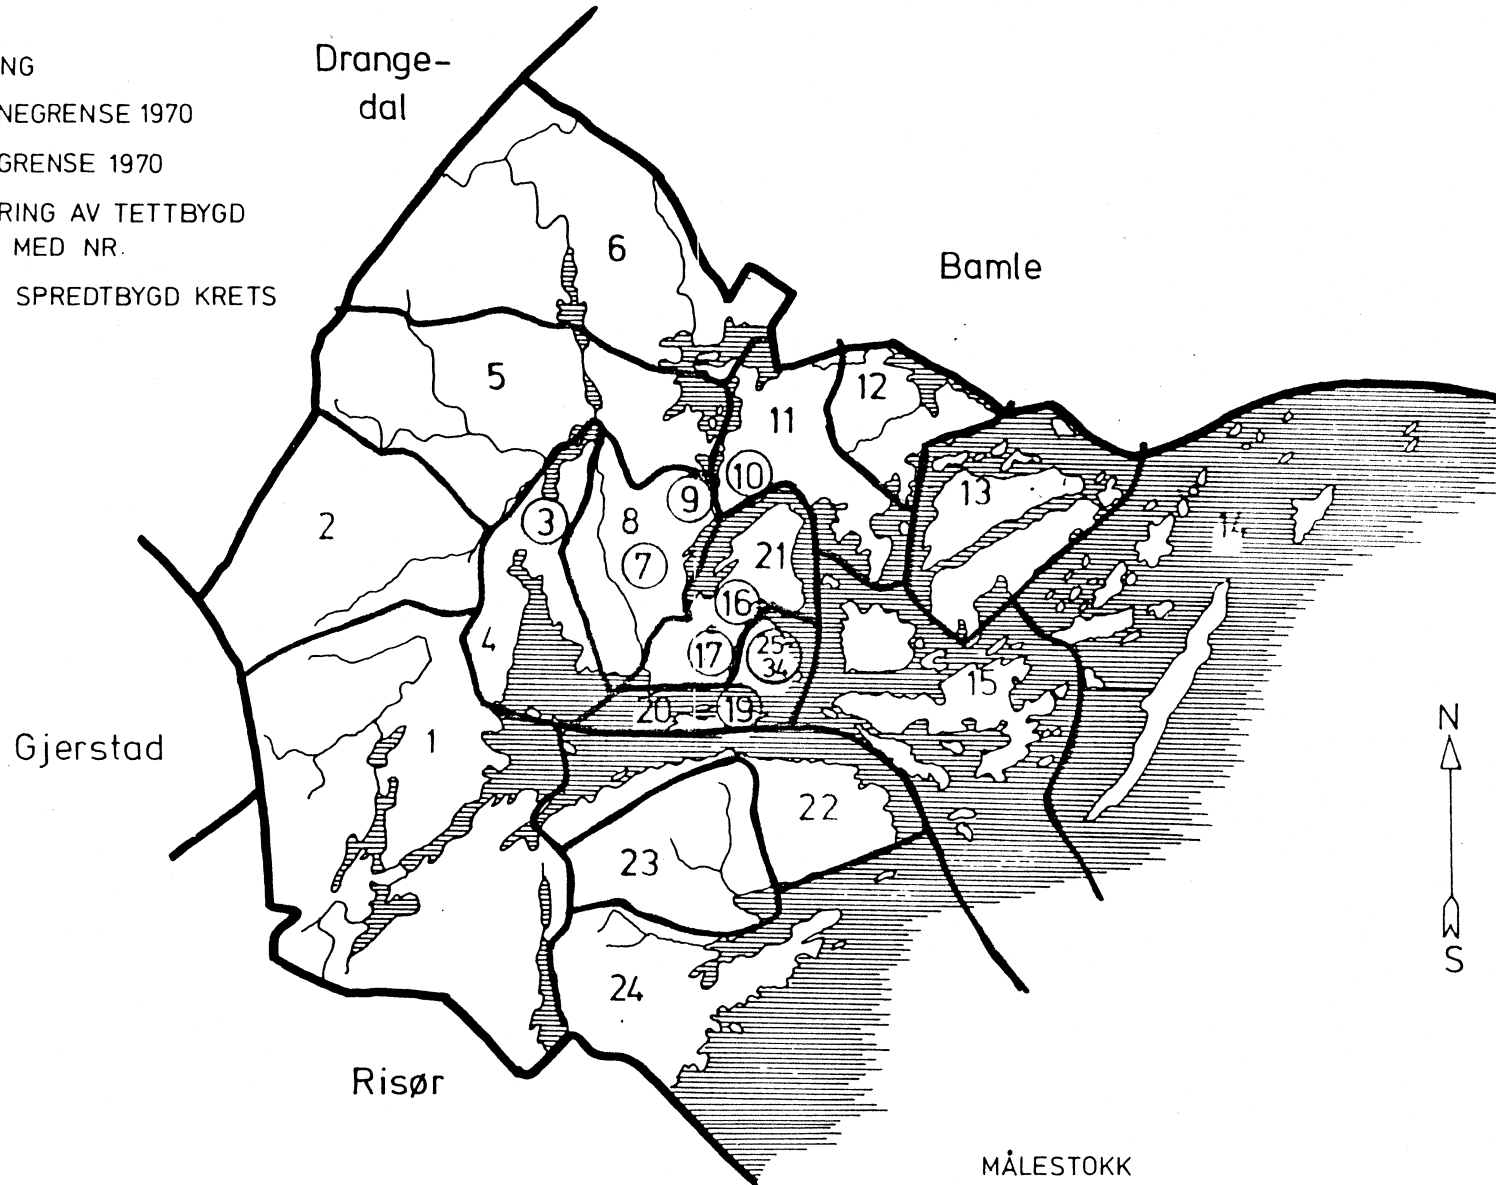 NG
NEGRENSE 1970
GRENSE 1970
RING AV TETTBYGD
MED NR.
SPREDTBYGD KRETS
Drange-
dal
Bamle
Gjerstad
Risør
6
5
12
11
2
10
9
3
8
13
14
7
21
16
4
17
25-
34
15
20
19
1
22
23
24
N
S
MÅLESTOKK